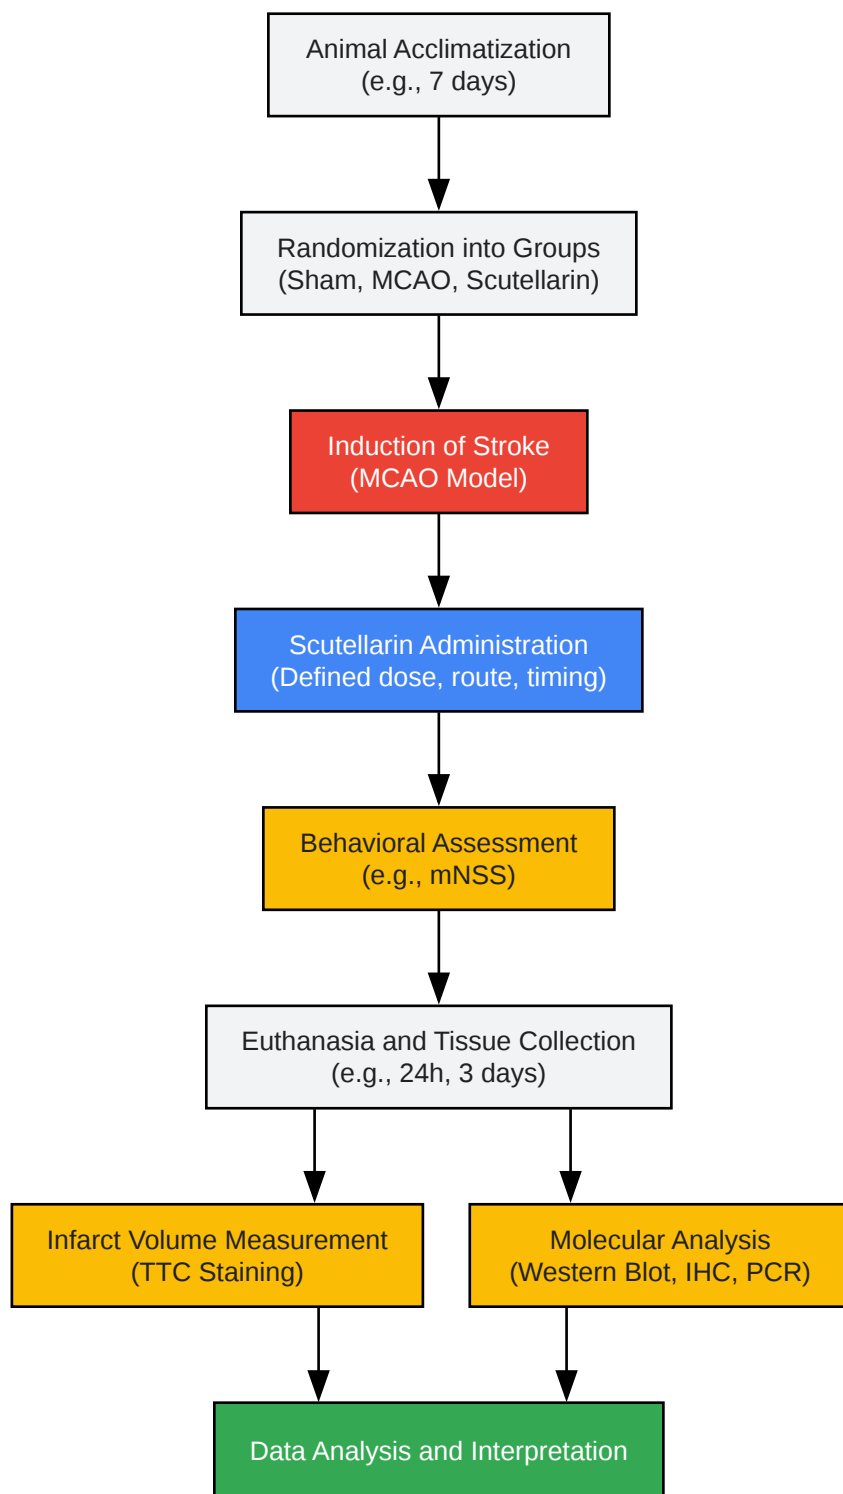 Animal Acclimatization
(e.g., 7 days)
Randomization into Groups
(Sham, MCAO, Scutellarin)
Induction of Stroke
(MCAO Model)
Scutellarin Administration
(Defined dose, route, timing)
Behavioral Assessment
(e.g., mNSS)
Euthanasia and Tissue Collection
(e.g., 24h, 3 days)
Infarct Volume Measurement
(TTC Staining)
Molecular Analysis
(Western Blot, IHC, PCR)
Data Analysis and Interpretation